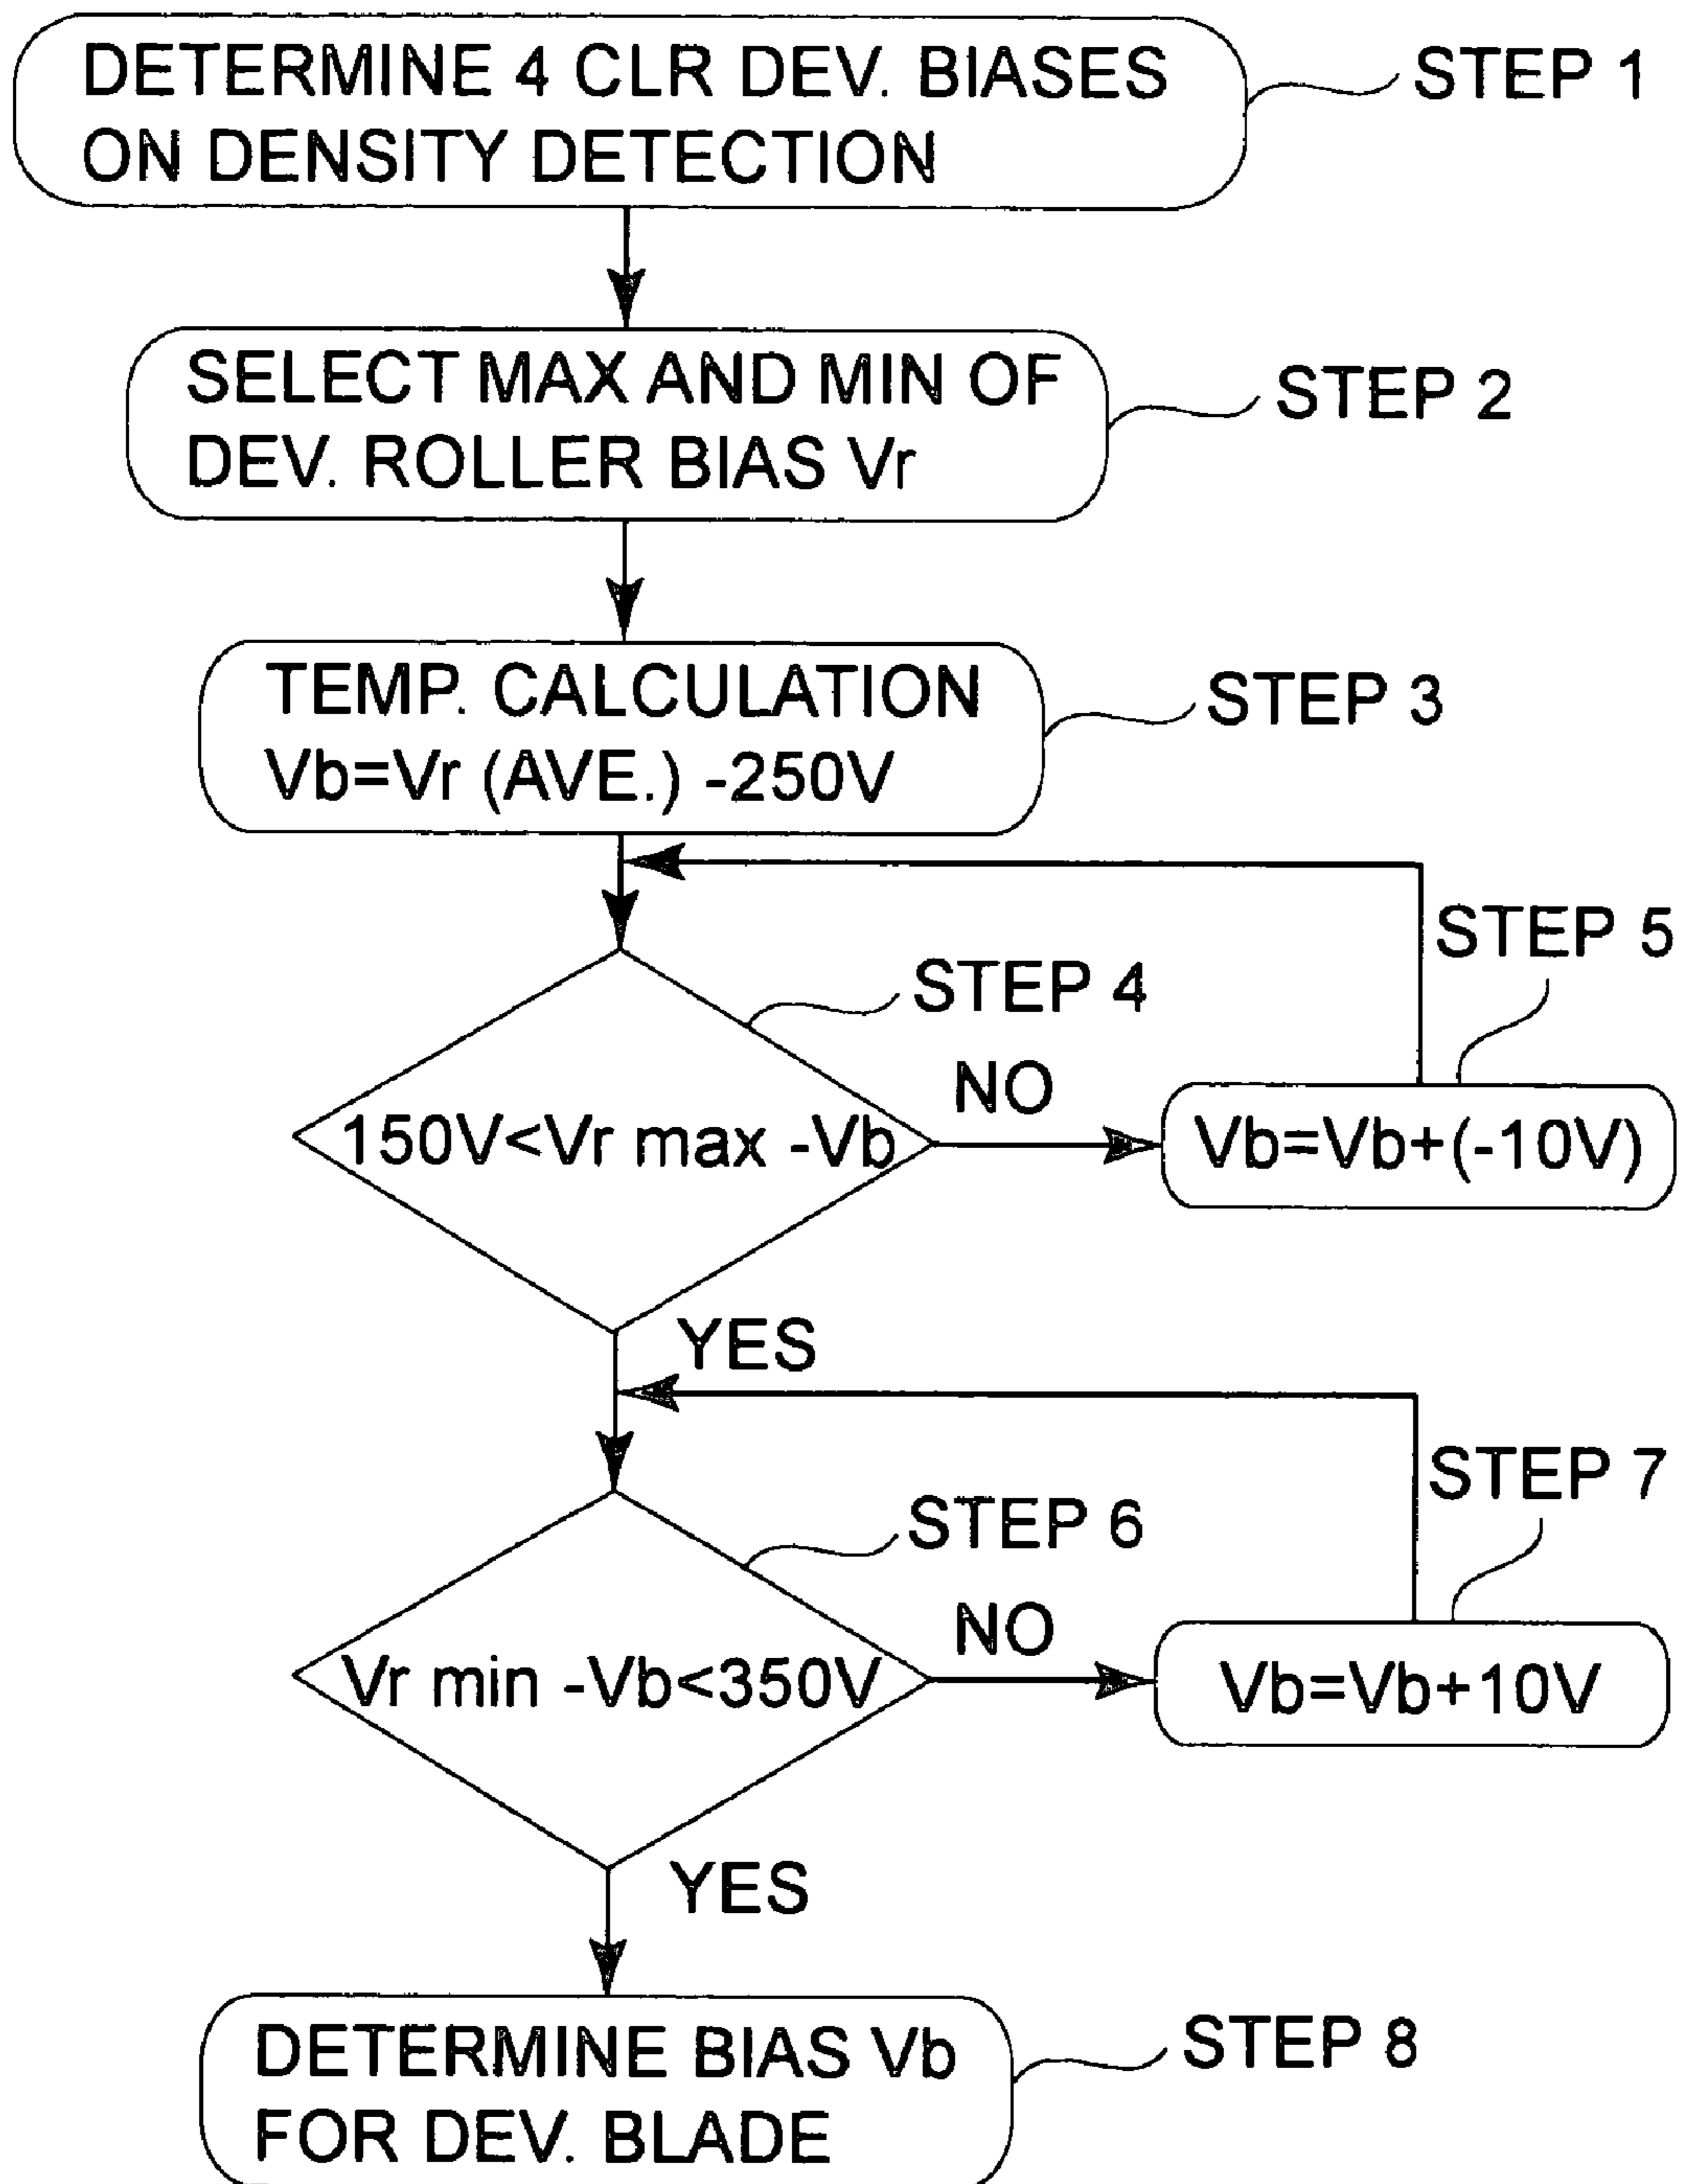 DETERMINE 4 CLR DEV. BIASES
ON DENSITY DETECTION
STEP 1
SELECT MAX AND MIN OF
DEV. ROLLER BIAS Vr
STEP 2
TEMP. CALCULATION
Vb=Vr (AVE.) -250V
STEP 3
STEP 4
150V<Vr max -Vb
NO
STEP 5
Vb=Vb+(-10V)
YES
STEP 6
Vr min -Vb<350V
NO
STEP 7
Vb=Vb+10V
YES
DETERMINE BIAS Vb
FOR DEV. BLADE
STEP 8